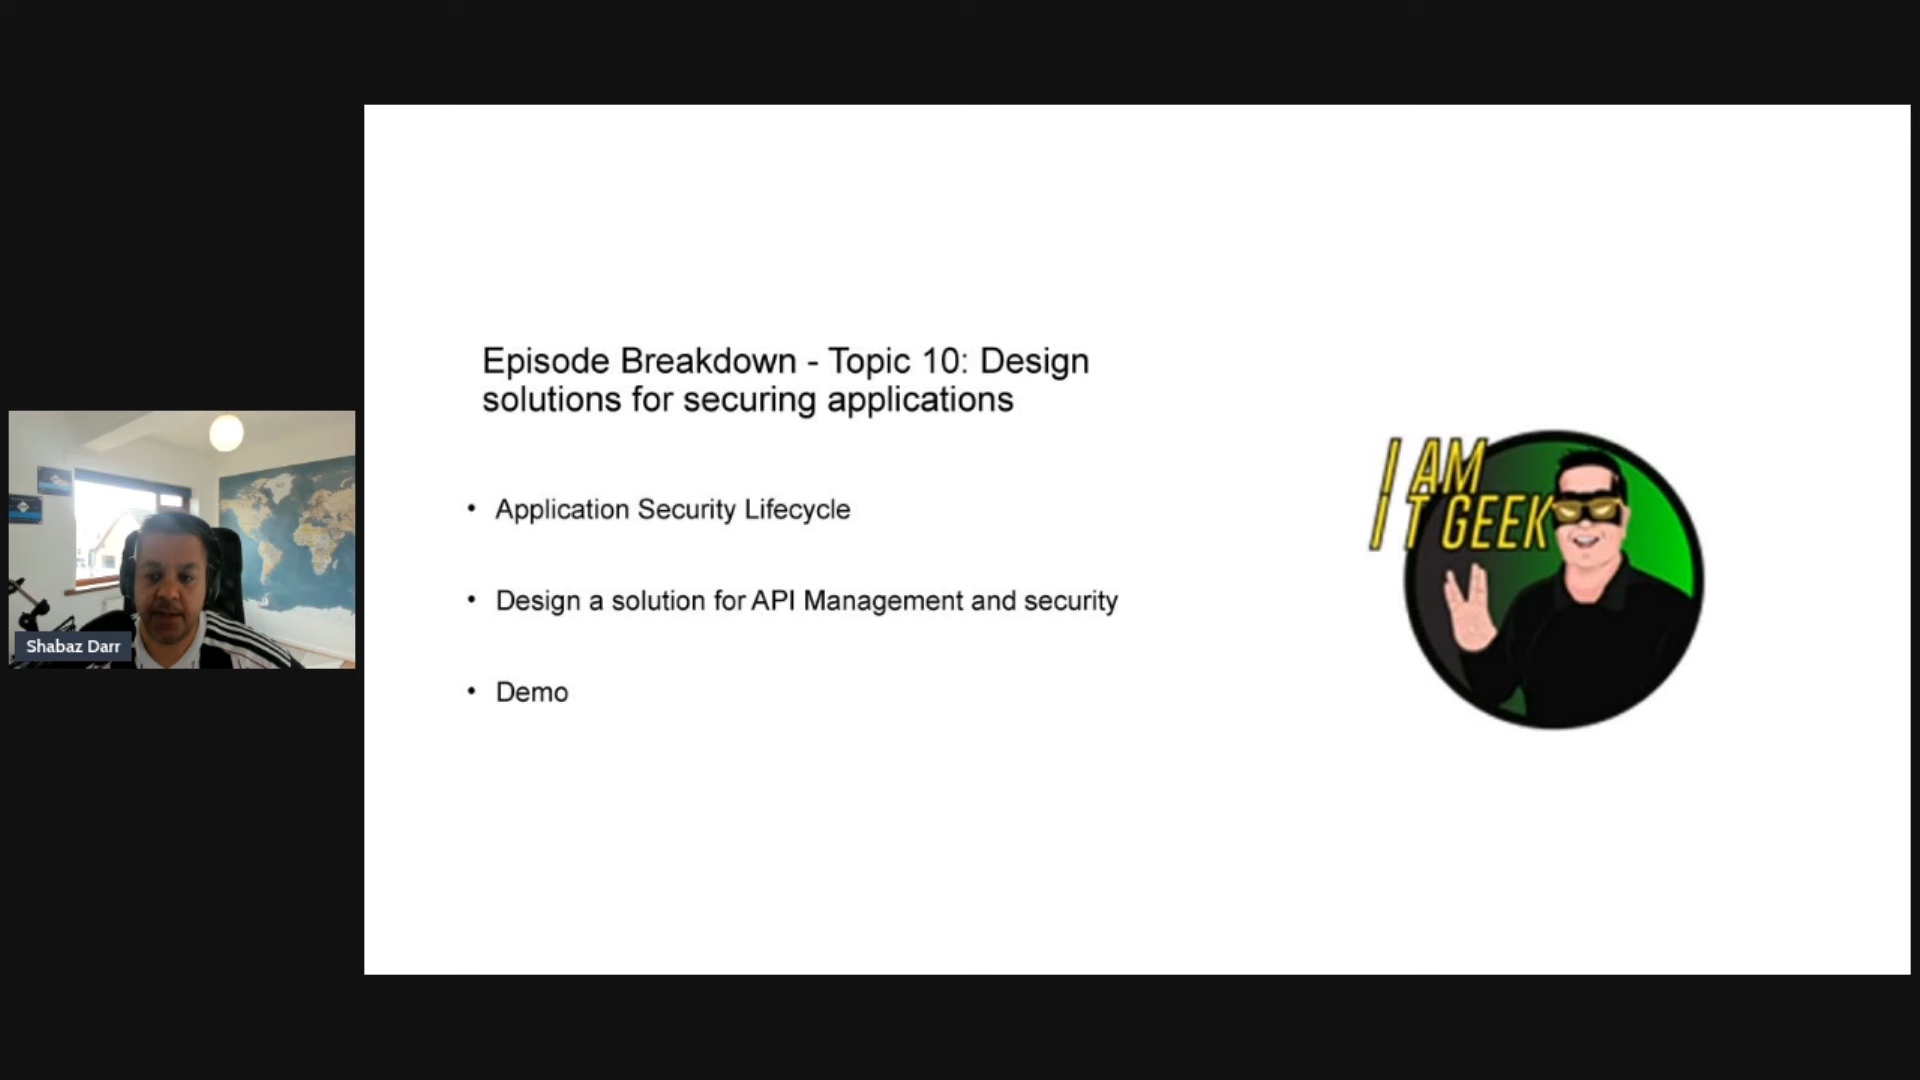 Episode Breakdown - Topic 10: Design
solutions for securing applications
• Application Security Lifecycle
• Design a solution for API Management and security
• Demo
I AM
IT GEEK
Shabaz Darr